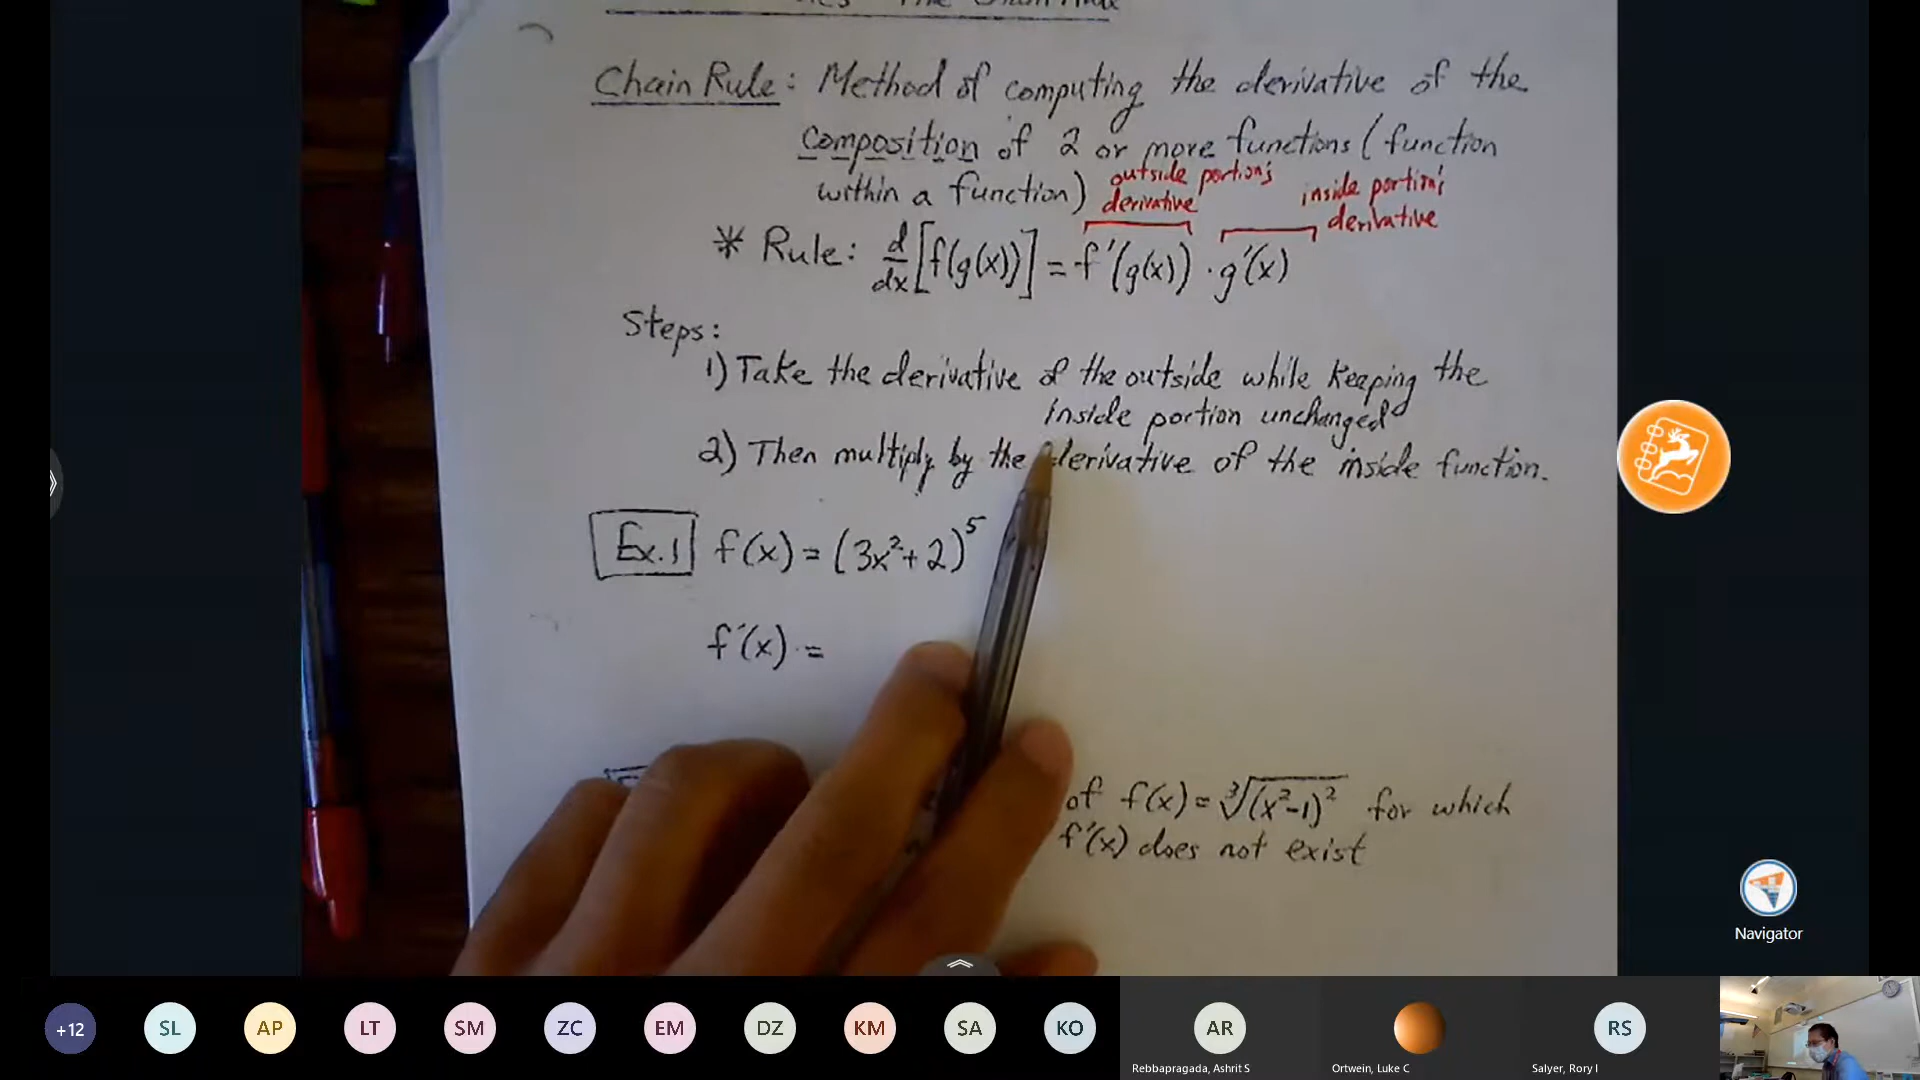 The Chain Rule
Chain Rule: Method of computing the derivative of the
composition of 2 or more functions (function
within a function)
outside portion's
derivative
inside portion's
derivative
* Rule: d/dx [f(g(x))] = f'(g(x)) · g'(x)
Steps:
1) Take the derivative of the outside while keeping the
inside portion unchanged
2) Then multiply by the derivative of the inside function.
Ex. 1 f(x) = (3x²+2)⁵
f'(x) =
of f(x) = ∛(x²-1)² for which
f'(x) does not exist
Navigator
+12
SL
AP
LT
SM
ZC
EM
DZ
KM
SA
KO
AR
RS
Rebbapragada, Ashrit S
Ortwein, Luke C
Salyer, Rory I